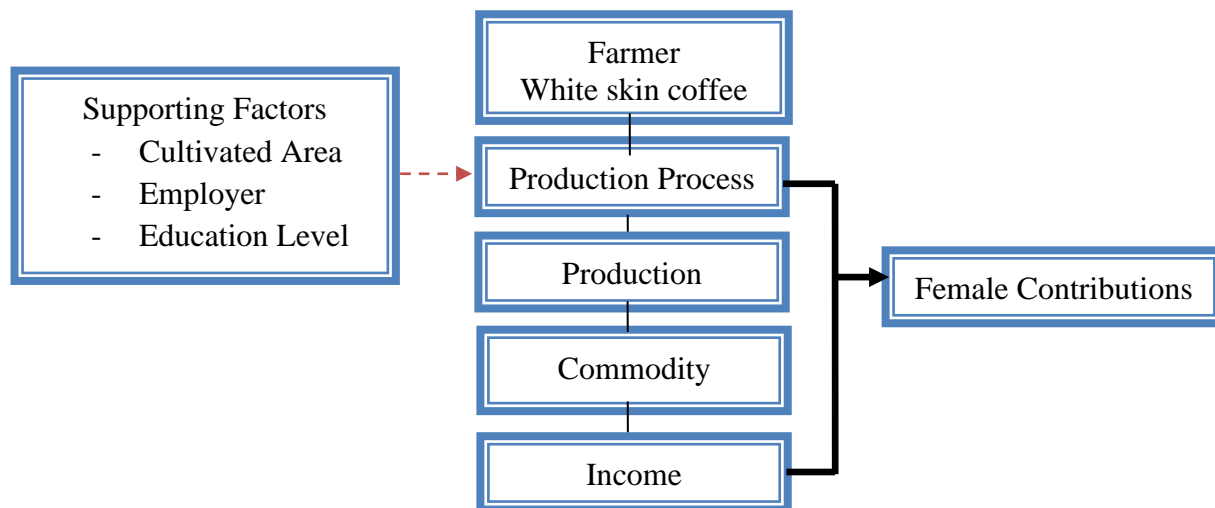 Farmer
White skin coffee
Supporting Factors
- Cultivated Area
- Employer
- Education Level
Production Process
Production
Commodity
Income
Female Contributions